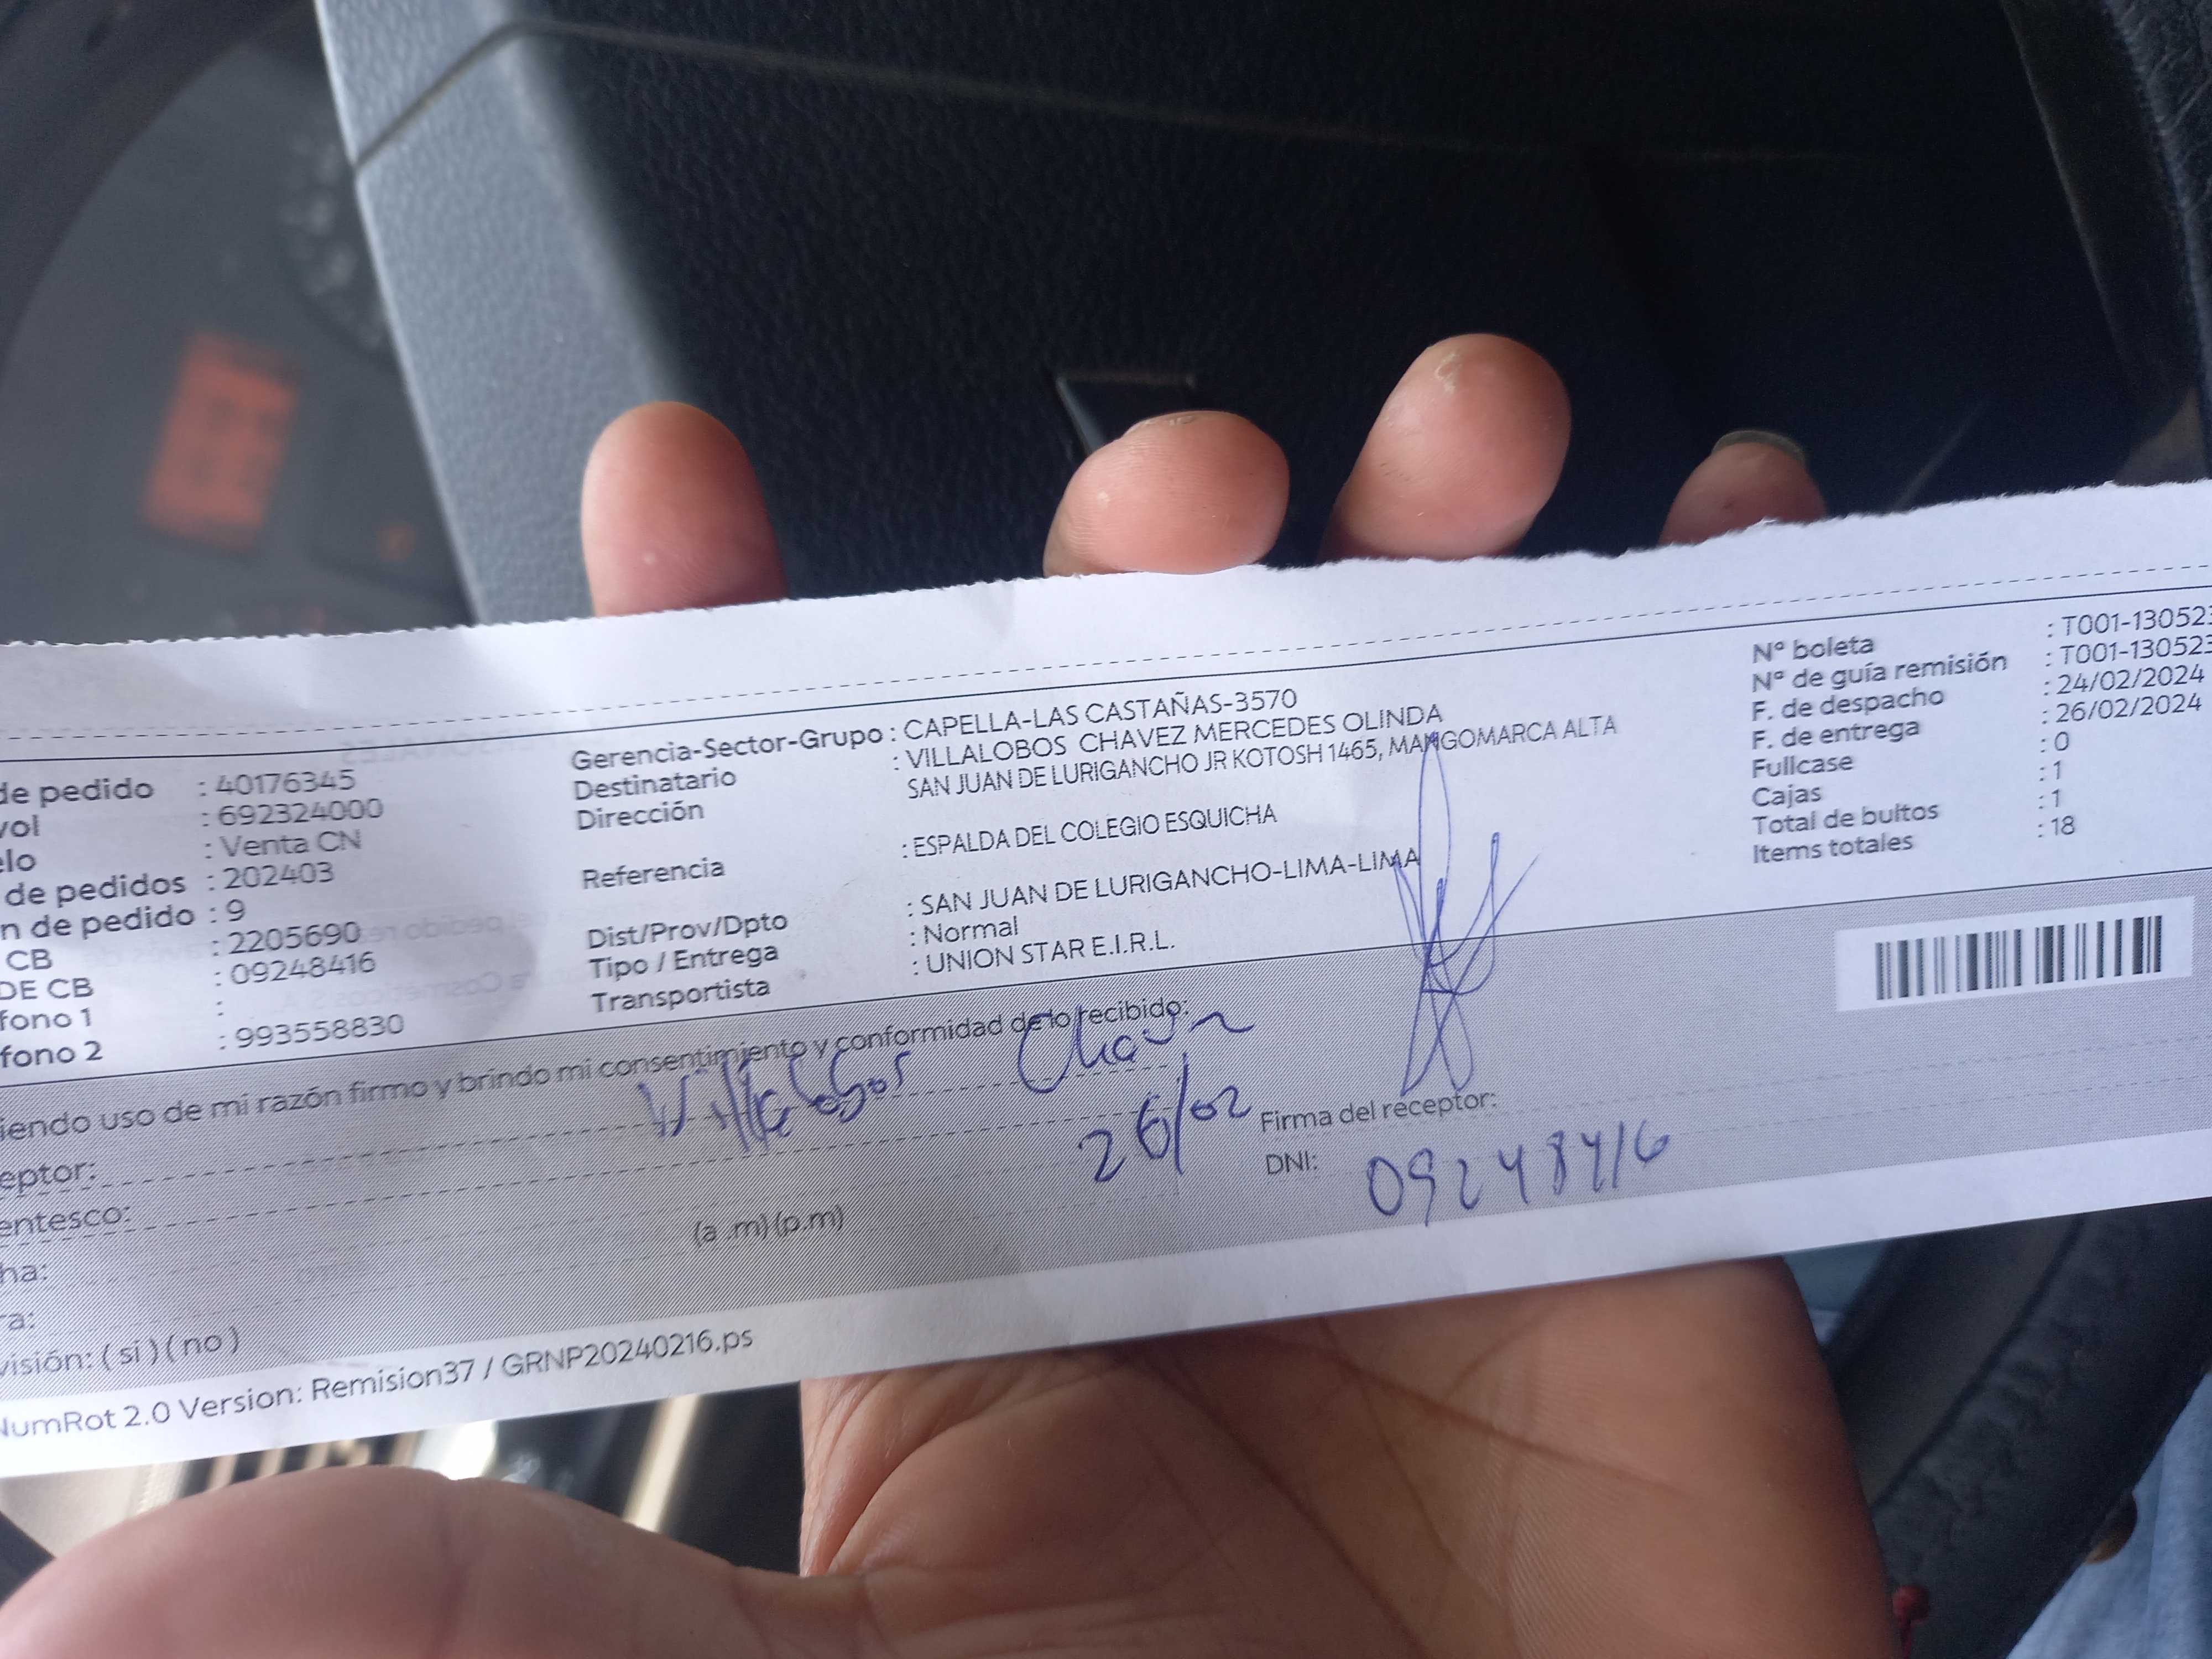 de pedido : 40176345
vol : 692324000
elo : Venta CN
de pedidos : 202403
n de pedido : 9
CB : 2205690
DE CB : 09248416
fono 1 :
fono 2 : 993558830
Gerencia-Sector-Grupo : CAPELLA-LAS CASTAÑAS-3570
Destinatario : VILLALOBOS CHAVEZ MERCEDES OLINDA
Dirección SAN JUAN DE LURIGANCHO JR KOTOSH 1465, MANGOMARCA ALTA
Referencia : ESPALDA DEL COLEGIO ESQUICHA
Dist/Prov/Dpto : SAN JUAN DE LURIGANCHO-LIMA-LIMA
Tipo / Entrega : Normal
Transportista : UNION STAR E.I.R.L.
Nº boleta : T001-130523
Nº de guía remisión : T001-130523
F. de despacho : 24/02/2024
F. de entrega : 26/02/2024
Fullcase : 0
Cajas : 1
Total de bultos : 1
Items totales : 18
iendo uso de mi razón firmo y brindo mi consentimiento y conformidad de lo recibido:
eptor: Villalobos
entesco: 26/02
Firma del receptor:
DNI: 09248416
ha:
(a .m) (p.m)
ra:
visión: ( si ) ( no )
NumRot 2.0 Version: Remision37 / GRNP20240216.ps